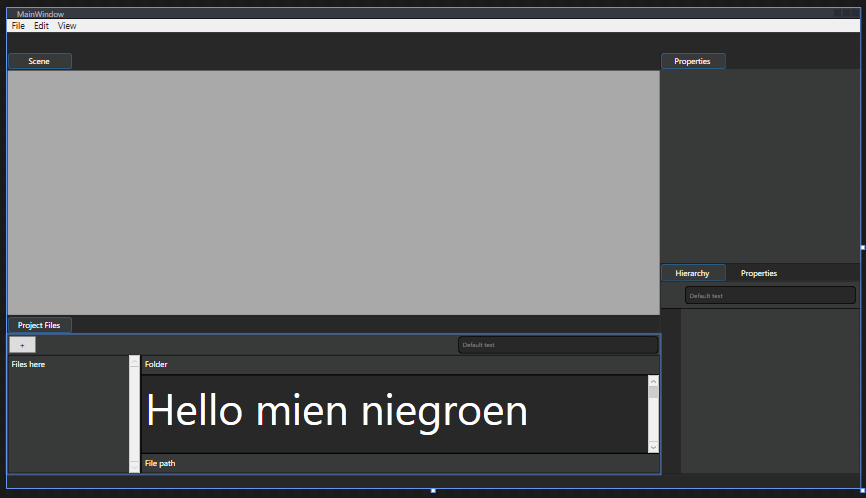 MainWindow
File Edit View
Scene
Properties
Hierarchy Properties
Default text
Project Files
+
Default text
Files here
Folder
Hello mien niegroen
File path